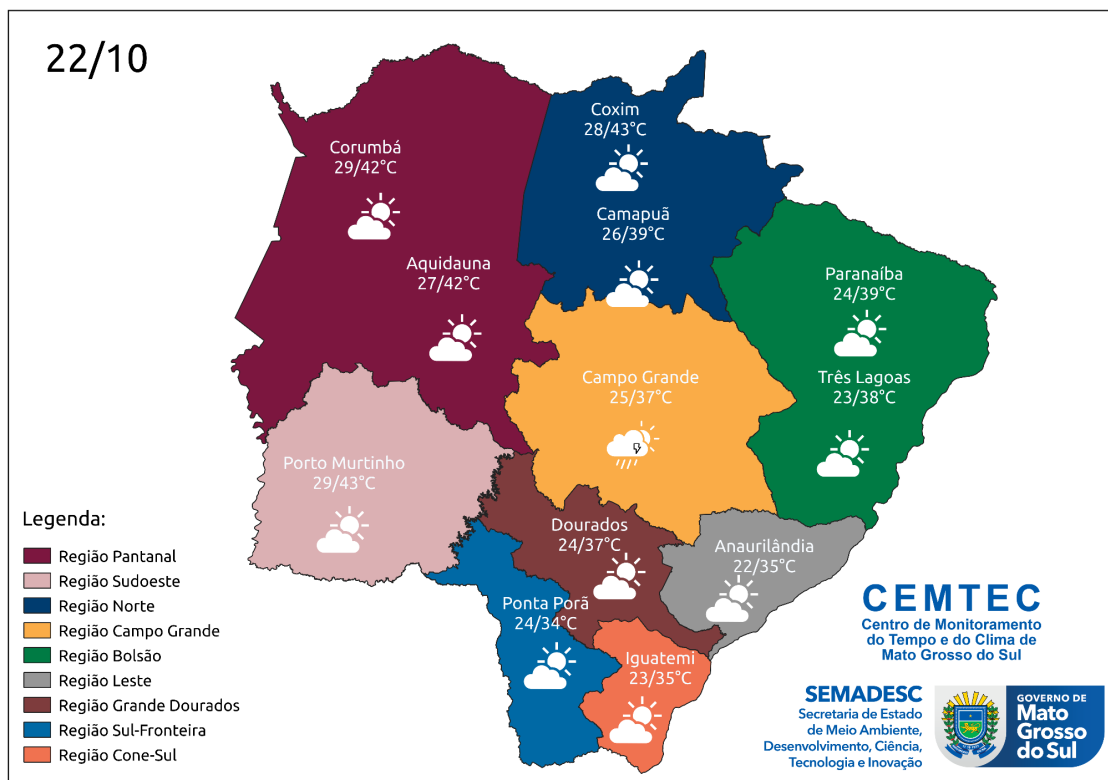 22/10
Coxim
28/43°C
Corumbá
29/42°C
Camapuã
26/39°C
Aquidauna
27/42°C
Paranaíba
24/39°C
Campo Grande
25/37°C
Três Lagoas
23/38°C
Porto Murtinho
29/43°C
Dourados
24/37°C
Anaurilândia
22/35°C
Ponta Porã
24/34°C
Iguatemi
23/35°C
Legenda:
Região Pantanal
Região Sudoeste
Região Norte
Região Campo Grande
Região Bolsão
Região Leste
Região Grande Dourados
Região Sul-Fronteira
Região Cone-Sul
CEMTEC
Centro de Monitoramento
do Tempo e do Clima de
Mato Grosso do Sul
SEMADESC
Secretaria de Estado
de Meio Ambiente,
Desenvolvimento, Ciência,
Tecnologia e Inovação
GOVERNO DE
Mato
Grosso
do Sul